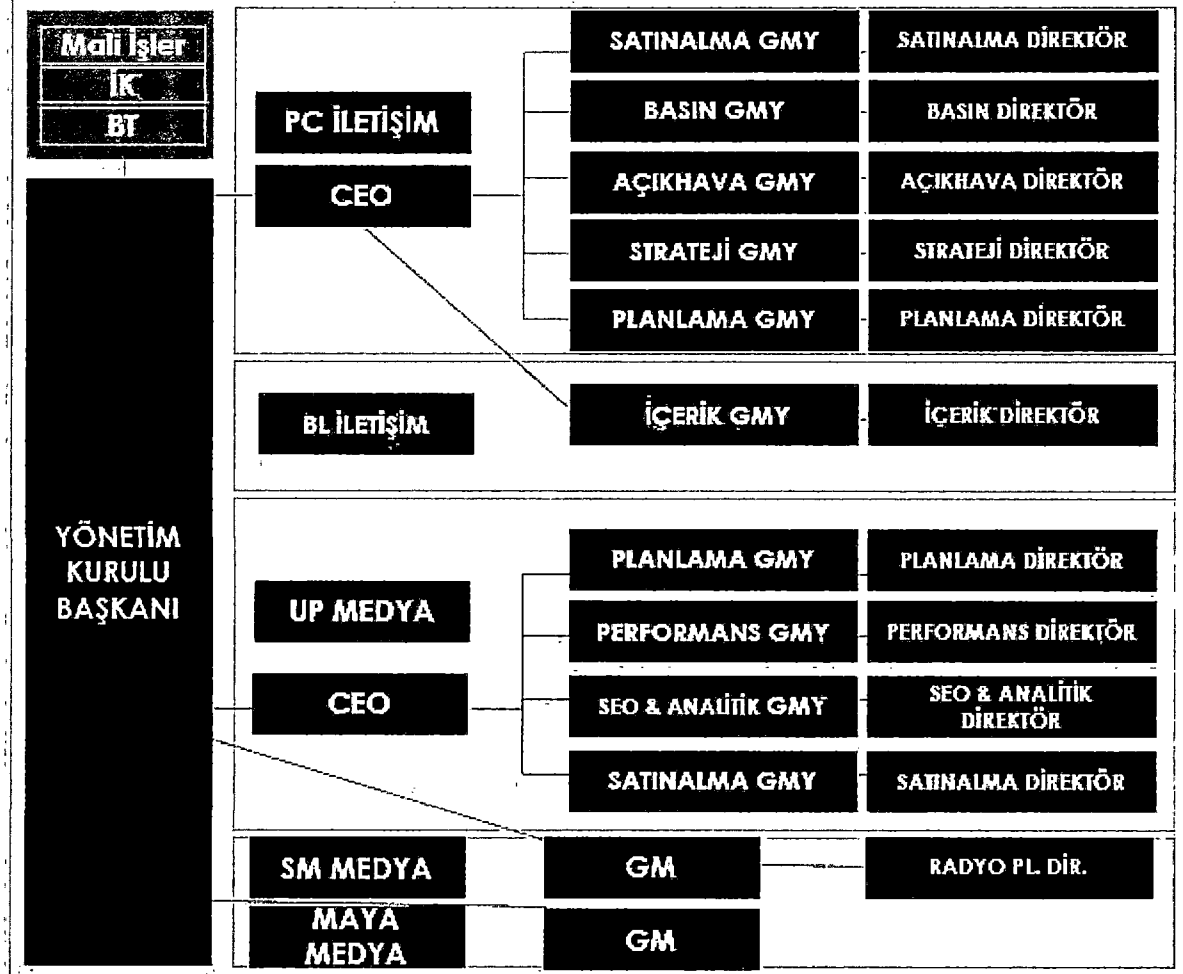 Mali İşler
İK
BT
YÖNETİM
KURULU
BAŞKANI
PC İLETİŞİM
CEO
SATINALMA GMY
SATINALMA DİREKTÖR
BASIN GMY
BASIN DİREKTÖR
AÇIKHAVA GMY
AÇIKHAVA DİREKTÖR
STRATEJİ GMY
STRATEJİ DİREKTÖR
PLANLAMA GMY
PLANLAMA DİREKTÖR
BL İLETİŞİM
İÇERİK GMY
İÇERİK DİREKTÖR
UP MEDYA
CEO
PLANLAMA GMY
PLANLAMA DİREKTÖR
PERFORMANS GMY
PERFORMANS DİREKTÖR
SEO & ANALİTİK GMY
SEO & ANALİTİK
DİREKTÖR
SATINALMA GMY
SATINALMA DİREKTÖR
SM MEDYA
GM
RADYO PL. DİR.
MAYA
MEDYA
GM